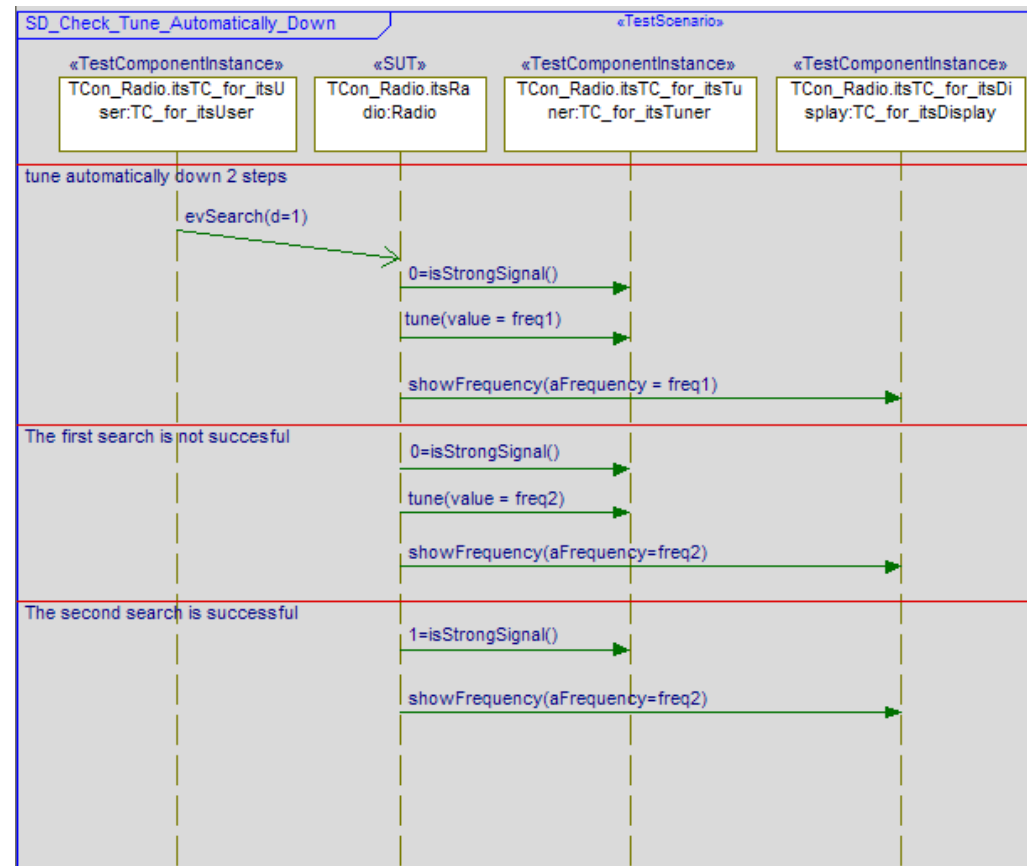 SD_Check_Tune_Automatically_Down
«TestScenario»
«TestComponentInstance»
«SUT»
«TestComponentInstance»
«TestComponentInstance»
TCon_Radio.itsTC_for_itsU
ser:TC_for_itsUser
TCon_Radio.itsRa
dio:Radio
TCon_Radio.itsTC_for_itsTu
ner:TC_for_itsTuner
TCon_Radio.itsTC_for_itsDi
splay:TC_for_itsDisplay
tune automatically down 2 steps
evSearch(d=1)
0=isStrongSignal()
tune(value = freq1)
showFrequency(aFrequency = freq1)
The first search is not succesful
0=isStrongSignal()
tune(value = freq2)
showFrequency(aFrequency=freq2)
The second search is successful
1=isStrongSignal()
showFrequency(aFrequency=freq2)